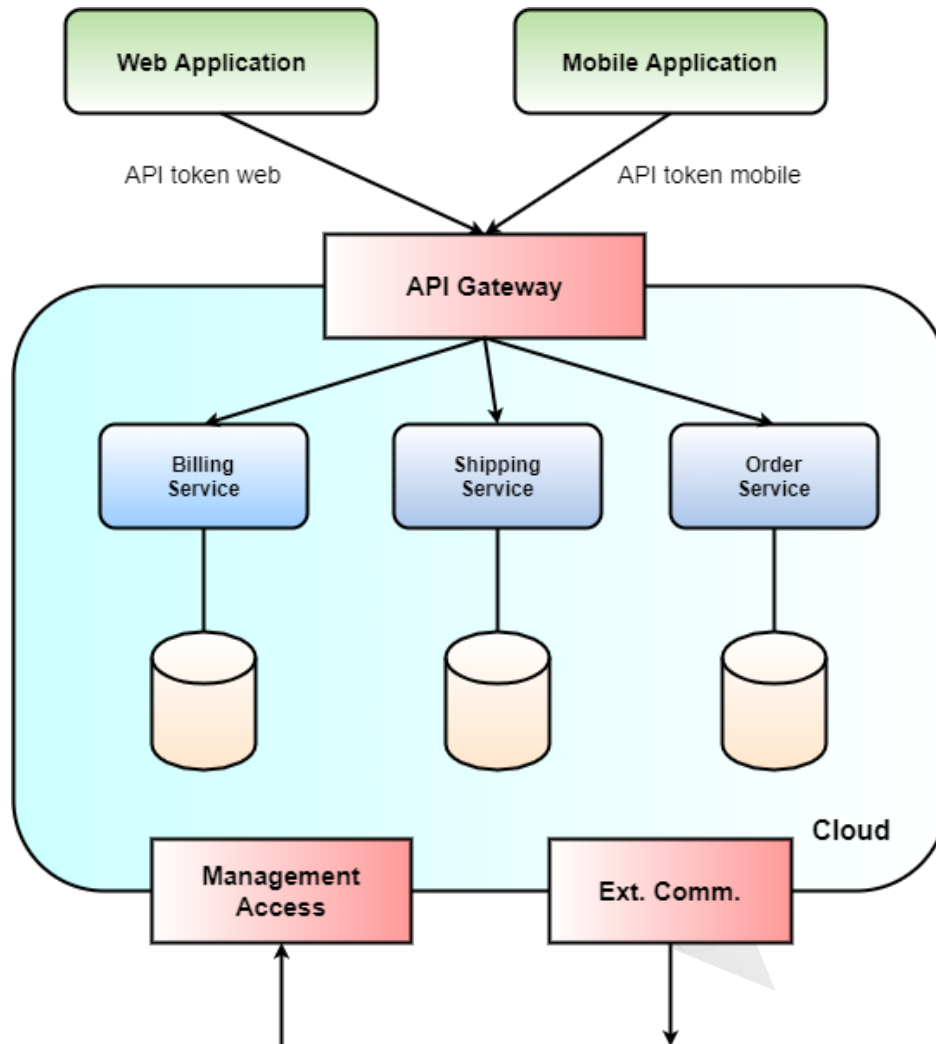 Web Application
Mobile Application
API token web
API token mobile
API Gateway
Billing
Service
Shipping
Service
Order
Service
Cloud
Management
Access
Ext. Comm.